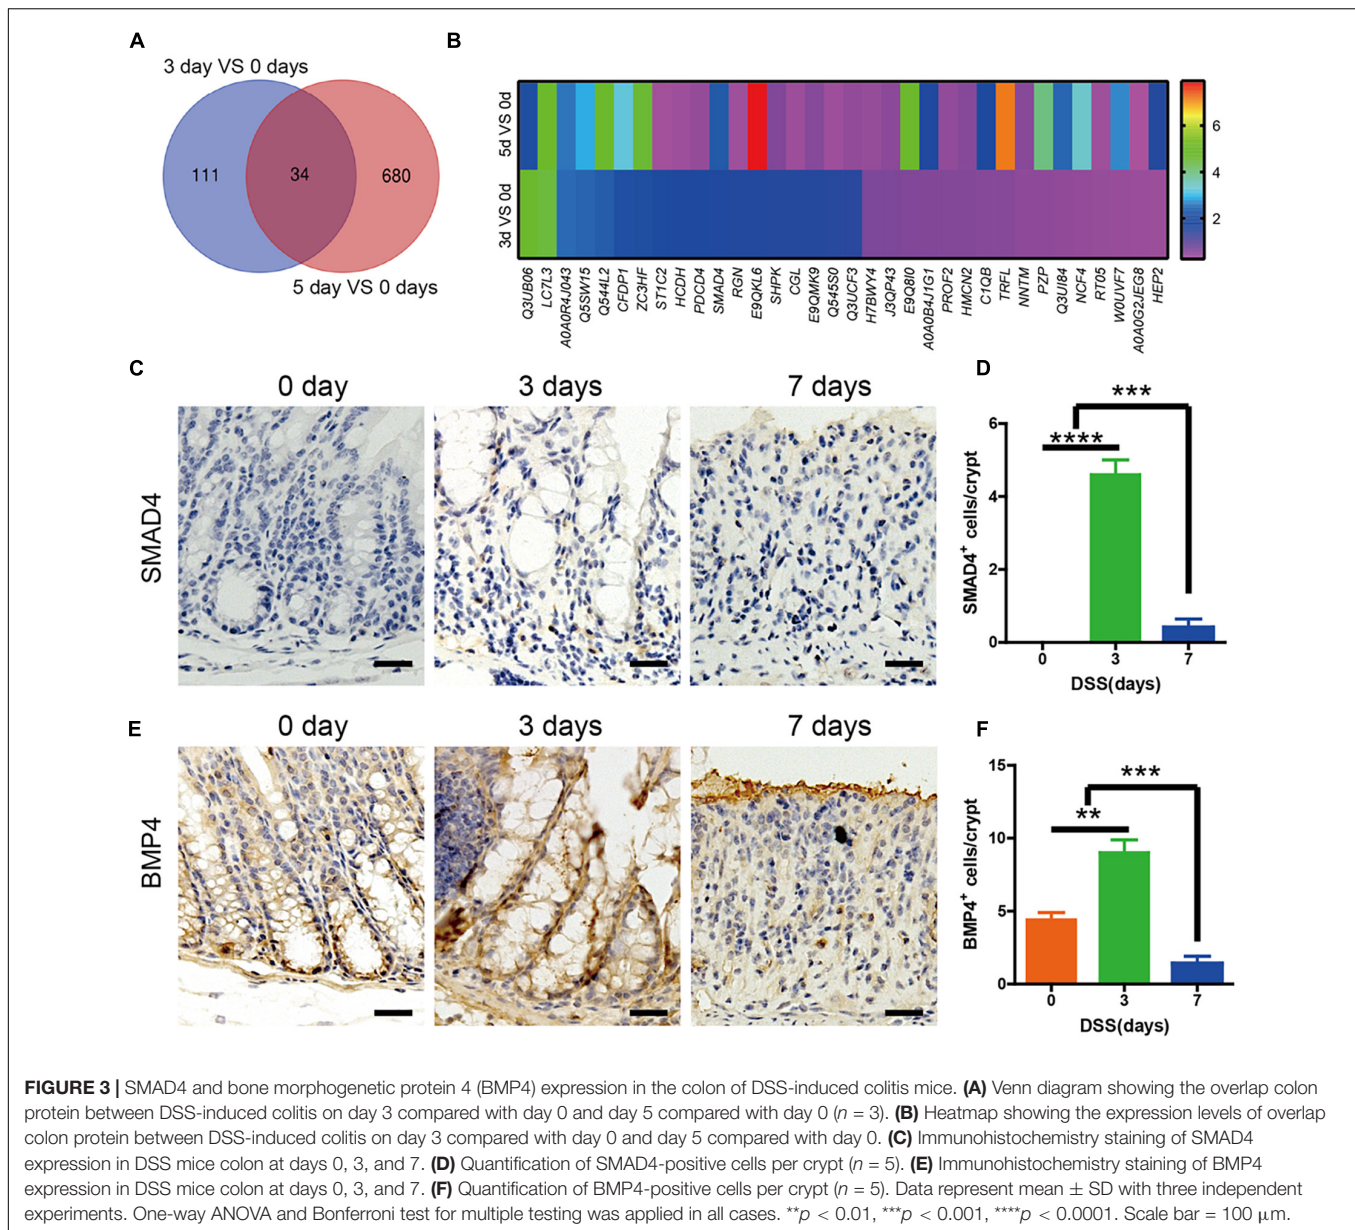 A
B
3 day VS 0 days
111
34
680
5 day VS 0 days
5d VS 0d
3d VS 0d
6
4
2
Q3UB06
LC7L3
A0A0R4J043
Q5SW15
Q544L2
CFDP1
ZC3HF
ST1C2
HCDH
PDCD4
SMAD4
RGN
E9QKL6
SHPK
CGL
E9QMK9
Q545S0
Q3UCF3
H7BWY4
J3QP43
E9Q8I0
A0A0B4J1G1
PROF2
HMCN2
C1QB
TRFL
NNTM
PZP
Q3UI84
NCF4
RT05
W0UVF7
A0A0G2JEG8
HEP2
C
0 day
3 days
7 days
SMAD4
D
***
****
6
4
2
0
SMAD4+ cells/crypt
0
3
7
DSS(days)
E
0 day
3 days
7 days
BMP4
F
***
**
15
10
5
0
BMP4+ cells/crypt
0
3
7
DSS(days)
FIGURE 3 | SMAD4 and bone morphogenetic protein 4 (BMP4) expression in the colon of DSS-induced colitis mice. (A) Venn diagram showing the overlap colon
protein between DSS-induced colitis on day 3 compared with day 0 and day 5 compared with day 0 (n = 3). (B) Heatmap showing the expression levels of overlap
colon protein between DSS-induced colitis on day 3 compared with day 0 and day 5 compared with day 0. (C) Immunohistochemistry staining of SMAD4
expression in DSS mice colon at days 0, 3, and 7. (D) Quantification of SMAD4-positive cells per crypt (n = 5). (E) Immunohistochemistry staining of BMP4
expression in DSS mice colon at days 0, 3, and 7. (F) Quantification of BMP4-positive cells per crypt (n = 5). Data represent mean ± SD with three independent
experiments. One-way ANOVA and Bonferroni test for multiple testing was applied in all cases. **p < 0.01, ***p < 0.001, ****p < 0.0001. Scale bar = 100 μm.